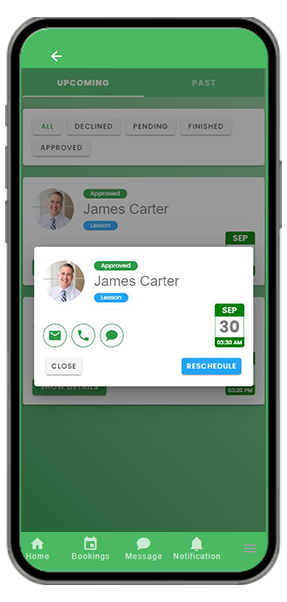 UPCOMING PAST
ALL DECLINED PENDING FINISHED
APPROVED
Approved
James Carter
Lesson
SEP
Approved
James Carter
Lesson
SEP
30
03:30 AM
CLOSE RESCHEDULE
SHOW DETAILS
03:20 PM
Home Bookings Message Notification